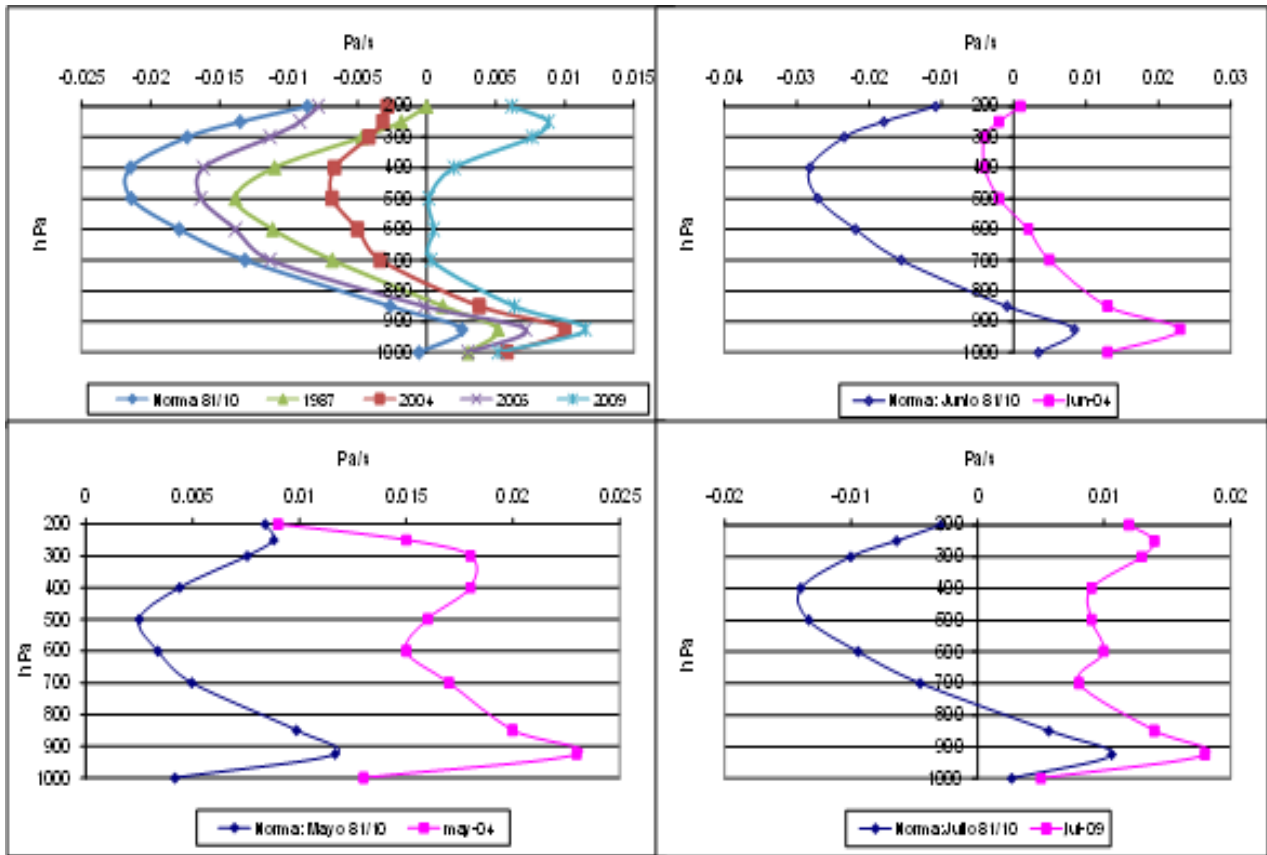 Pa/s
-0.025 -0.02 -0.015 -0.01 -0.005 0 0.005 0.01 0.015
200
300
400
500
600
700
800
900
1000
h Pa
Norma 81/10 1987 2004 2005 2009
Pa/s
-0.04 -0.03 -0.02 -0.01 0 0.01 0.02 0.03
200
300
400
500
600
700
800
900
1000
h Pa
Norma: Junio 81/10 Jun-04
Pa/s
0 0.005 0.01 0.015 0.02 0.025
200
300
400
500
600
700
800
900
1000
h Pa
Norma: Mayo 81/10 may-04
Pa/s
-0.02 -0.01 0 0.01 0.02
200
300
400
500
600
700
800
900
1000
h Pa
Norma:Julio 81/10 Jul-09